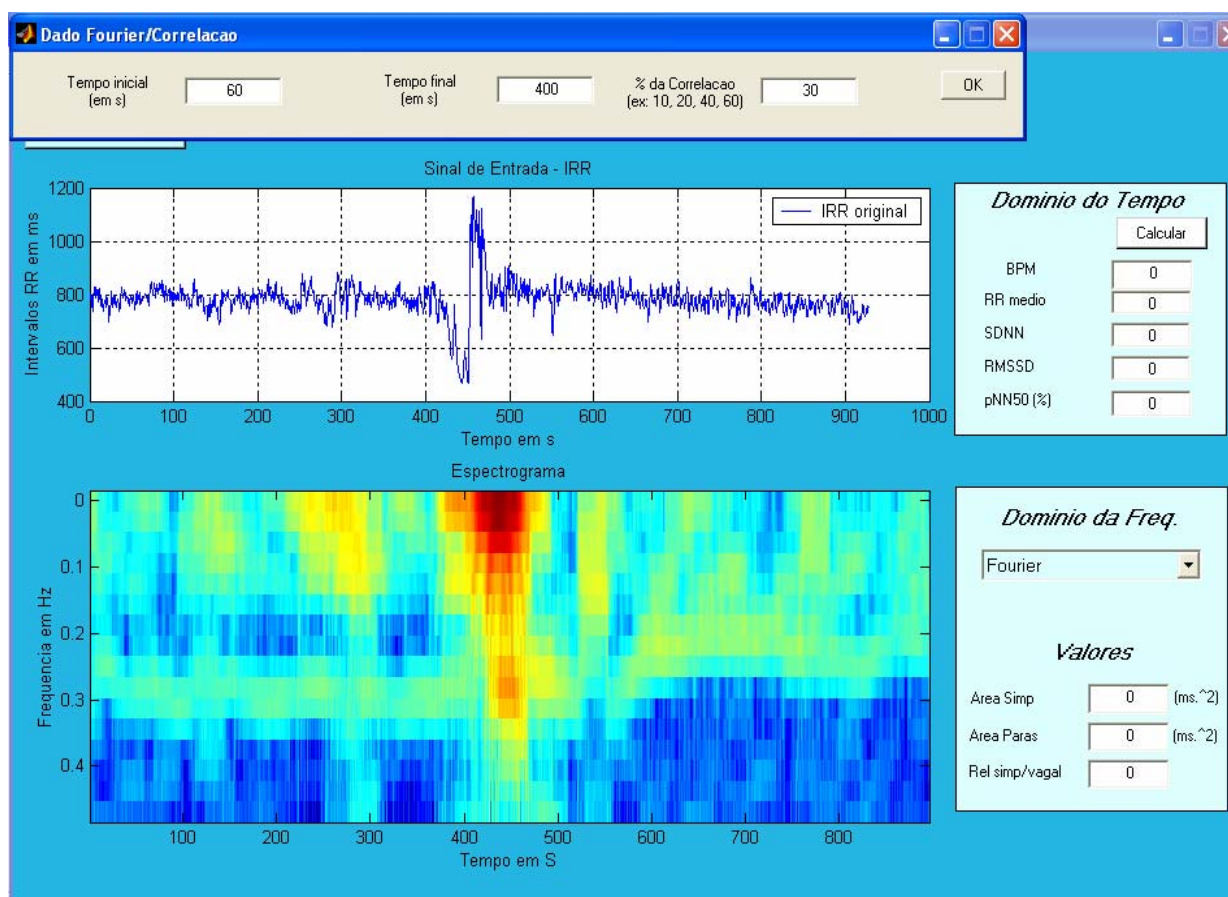 Dado Fourier/Correlacao
Tempo inicial
(em s)
60
Tempo final
(em s)
400
% da Correlacao
(ex: 10, 20, 40, 60)
30
OK
Sinal de Entrada - IRR
Intervalos RR em ms
1200
1000
800
600
400
IRR original
0 100 200 300 400 500 600 700 800 900 1000
Tempo em s
Dominio do Tempo
Calcular
BPM 0
RR medio 0
SDNN 0
RMSSD 0
pNN50 (%) 0
Espectrograma
Frequencia em Hz
0
0.1
0.2
0.3
0.4
100 200 300 400 500 600 700 800
Tempo em S
Dominio da Freq.
Fourier
Valores
Area Simp 0 (ms.^2)
Area Paras 0 (ms.^2)
Rel simp/vagal 0